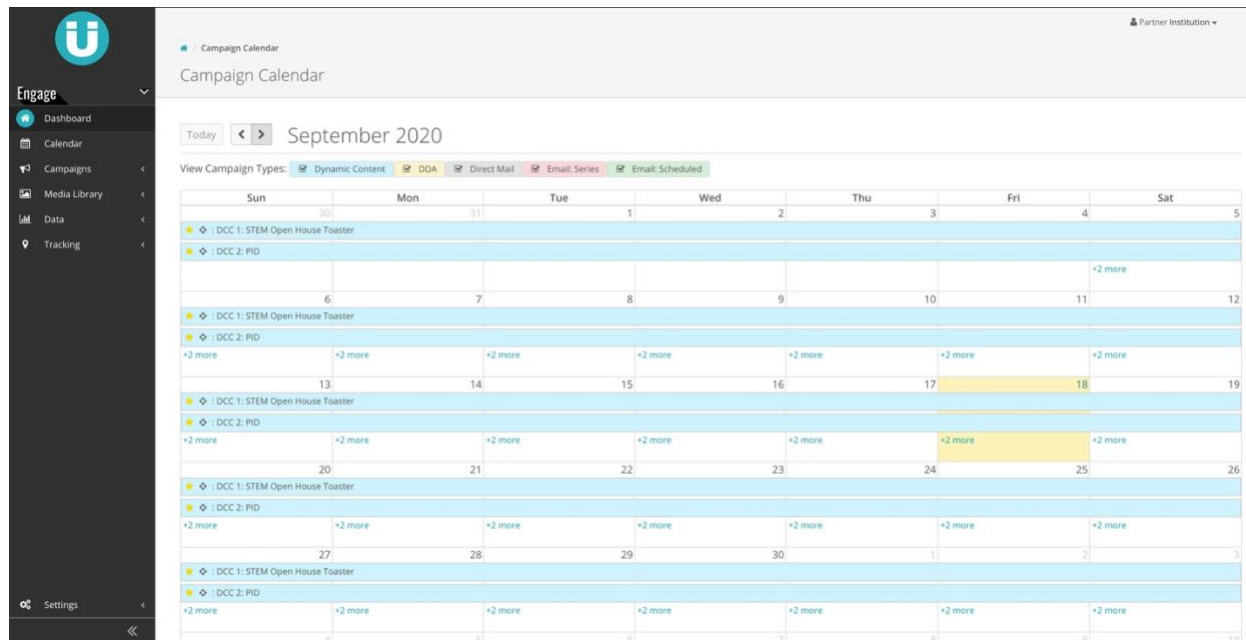 Ü
Partner Institution
/ Campaign Calendar
Campaign Calendar
Engage
Dashboard
Calendar
Campaigns
Media Library
Data
Tracking
Settings
Today < > September 2020
View Campaign Types: Dynamic Content DDA Direct Mail Email: Series Email: Scheduled
Sun Mon Tue Wed Thu Fri Sat
30 31 1 2 3 4 5
: DCC 1: STEM Open House Toaster
: DCC 2: PID
+2 more
6 7 8 9 10 11 12
: DCC 1: STEM Open House Toaster
: DCC 2: PID
+2 more +2 more +2 more +2 more +2 more +2 more +2 more
13 14 15 16 17 18 19
: DCC 1: STEM Open House Toaster
: DCC 2: PID
+2 more +2 more +2 more +2 more +2 more +2 more +2 more
20 21 22 23 24 25 26
: DCC 1: STEM Open House Toaster
: DCC 2: PID
+2 more +2 more +2 more +2 more +2 more +2 more +2 more
27 28 29 30 1 2 3
: DCC 1: STEM Open House Toaster
: DCC 2: PID
+2 more +2 more +2 more +2 more +2 more +2 more +2 more